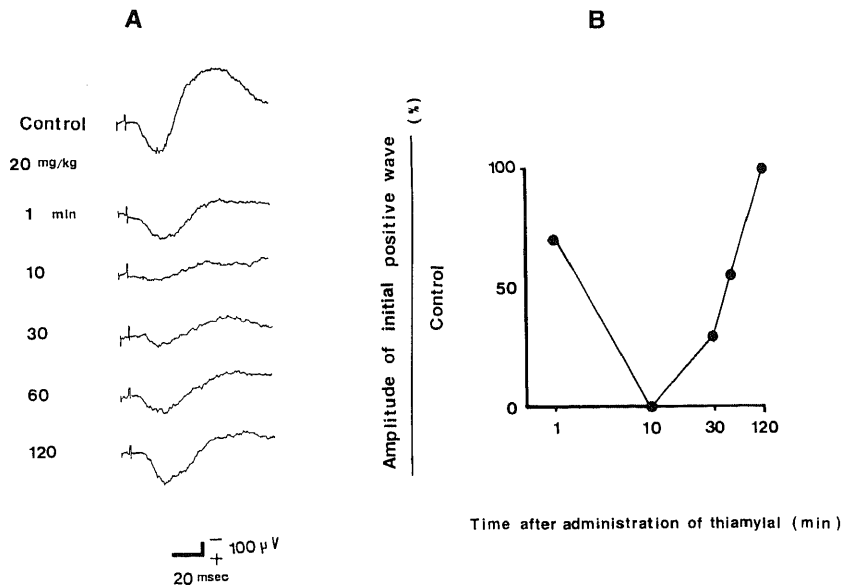 A
Control
20 mg/kg
1 min
10
30
60
120
− 100 μV
+
20 msec
B
Amplitude of initial positive wave (%)
Control
100
50
0
1 10 30 120
Time after administration of thiamylal (min)